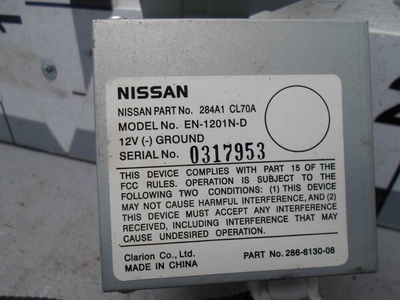 NISSAN
NISSAN PART No. 284A1 CL70A
MODEL No. EN-1201N-D
12V (-) GROUND
SERIAL No. 0317953
THIS DEVICE COMPLIES WITH PART 15 OF THE
FCC RULES. OPERATION IS SUBJECT TO THE
FOLLOWING TWO CONDITIONS: (1) THIS DEVICE
MAY NOT CAUSE HARMFUL INTERFERENCE, AND (2)
THIS DEVICE MUST ACCEPT ANY INTERFERENCE
RECEIVED, INCLUDING INTERFERENCE THAT MAY
CAUSE UNDESIRED OPERATION.
Clarion Co., Ltd. PART No. 286-6130-08
MADE IN CHINA